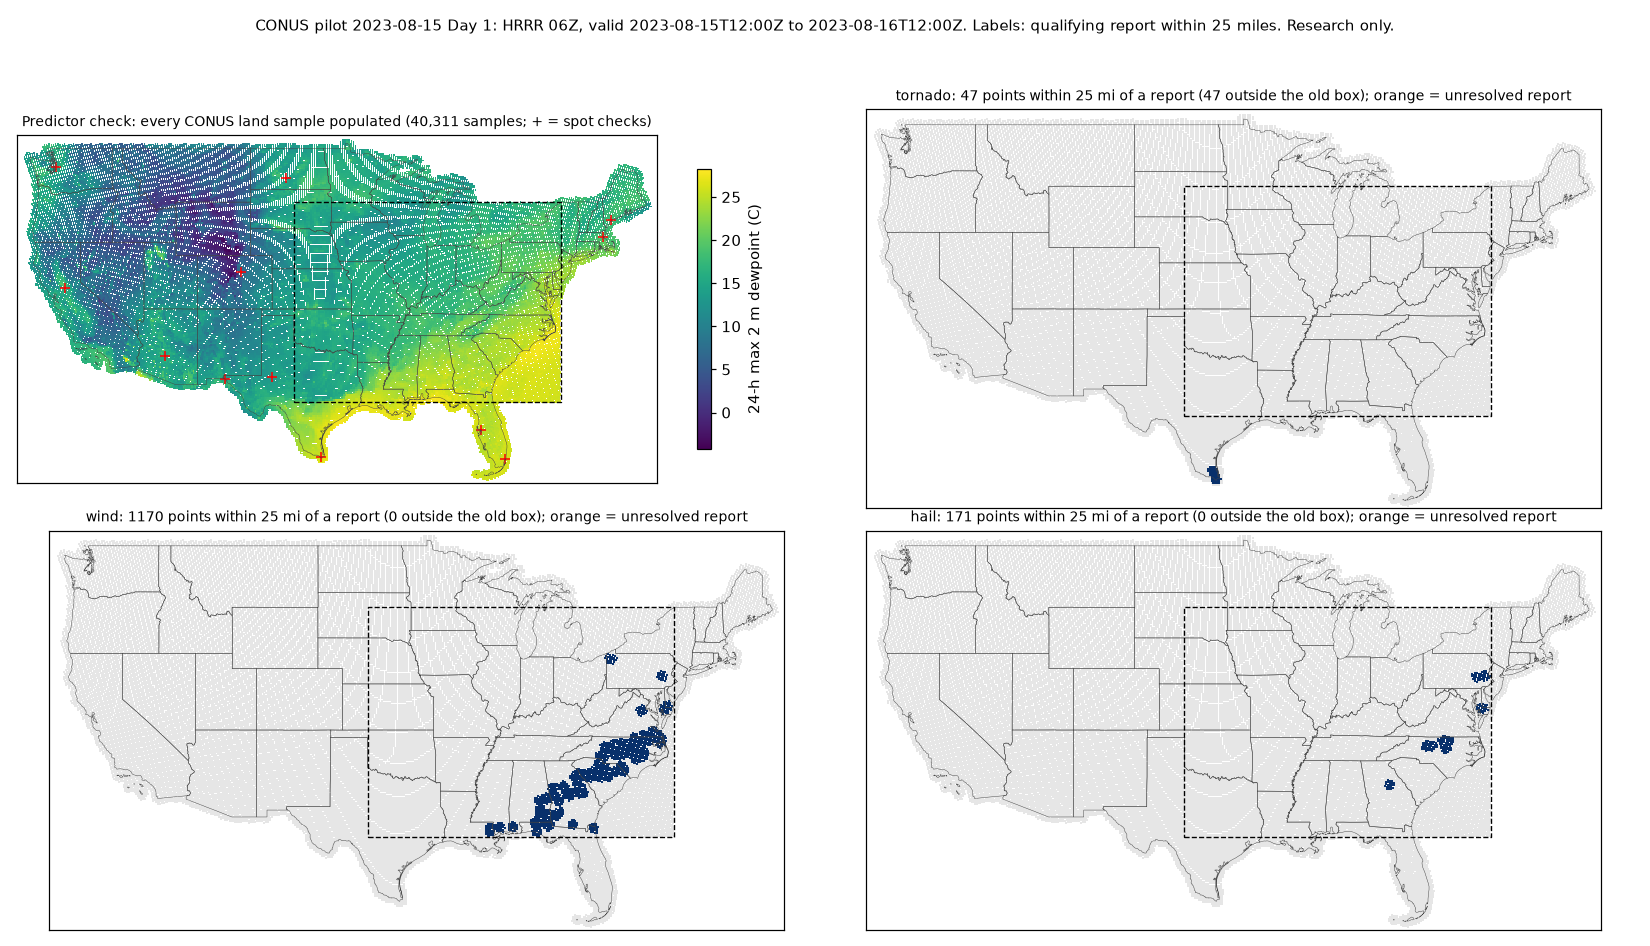 CONUS pilot 2023-08-15 Day 1: HRRR 06Z, valid 2023-08-15T12:00Z to 2023-08-16T12:00Z. Labels: qualifying report within 25 miles. Research only.
Predictor check: every CONUS land sample populated (40,311 samples; + = spot checks)
25
20
15
10
5
0
24-h max 2 m dewpoint (C)
tornado: 47 points within 25 mi of a report (47 outside the old box); orange = unresolved report
wind: 1170 points within 25 mi of a report (0 outside the old box); orange = unresolved report
hail: 171 points within 25 mi of a report (0 outside the old box); orange = unresolved report